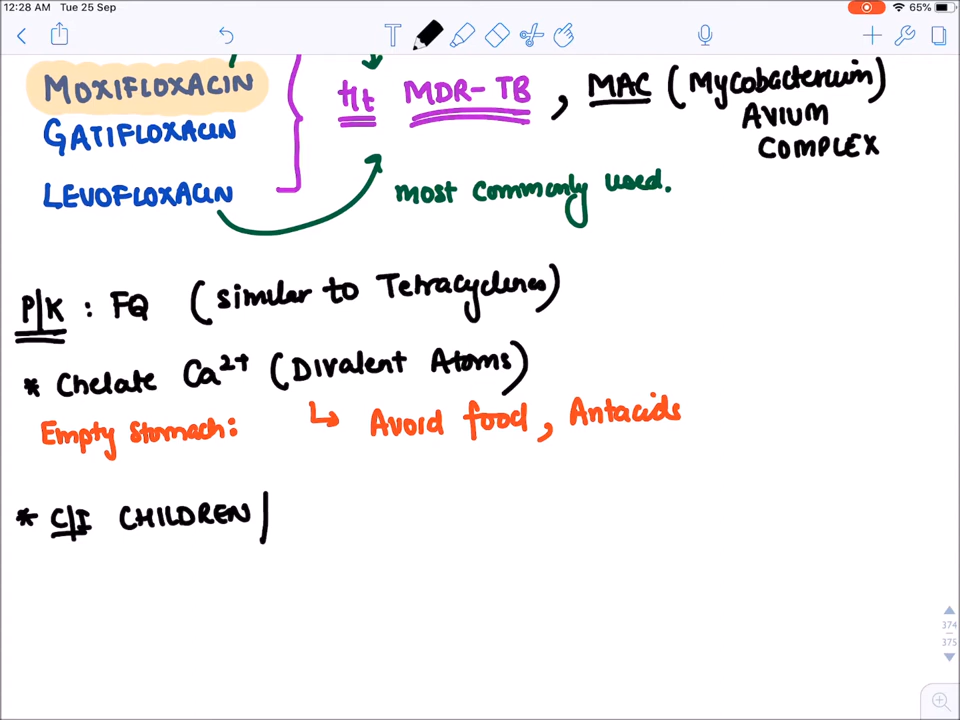 12:28 AM Tue 25 Sep
65%
MOXIFLOXACIN
GATIFLOXACIN
LEVOFLOXACIN
tt MDR-TB , MAC (Mycobacterium)
AVIUM
COMPLEX
most commonly used.
P/K : FQ (similar to Tetracyclines)
* Chelate Ca2+ (Divalent Atoms)
Empty Stomach: ↳ Avoid food, Antacids
* C/I CHILDREN |
374
375